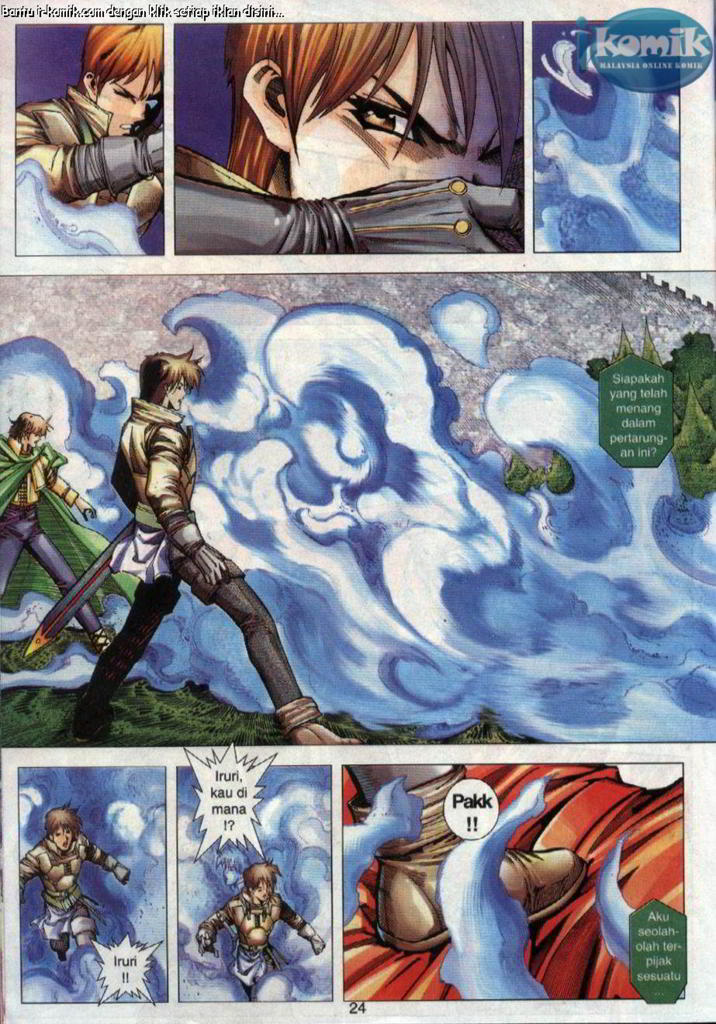 Bantu i-komik.com dengan klik setiap iklan disini...
i komik
MALAYSIA ONLINE KOMIK
Siapakah
yang telah
menang
dalam
pertarung-
an ini?
Iruri
!!
Iruri,
kau di
mana
!?
Pakk
!!
Aku
seolah-
olah ter-
pijak
sesuatu
...
24